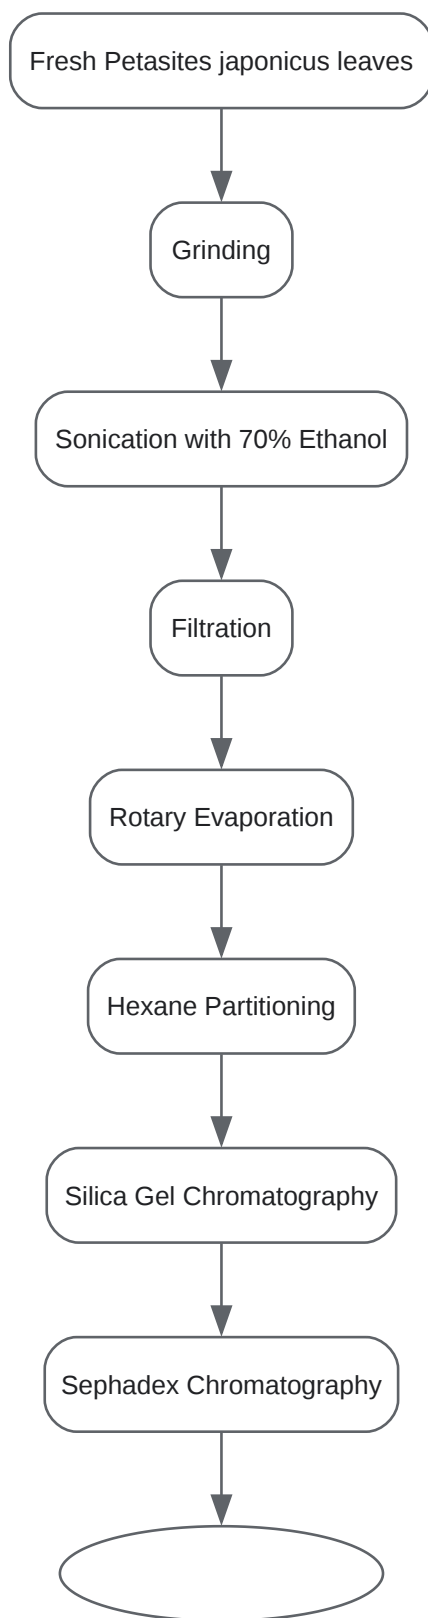 Fresh Petasites japonicus leaves
Grinding
Sonication with 70% Ethanol
Filtration
Rotary Evaporation
Hexane Partitioning
Silica Gel Chromatography
Sephadex Chromatography